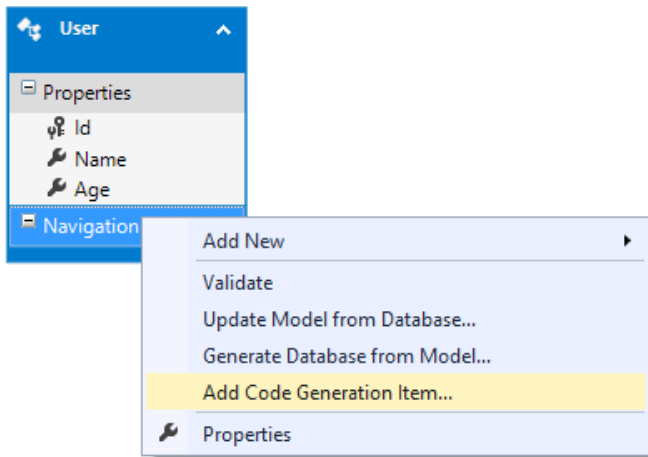 User
Properties
Id
Name
Age
Navigation
Add New
Validate
Update Model from Database...
Generate Database from Model...
Add Code Generation Item...
Properties